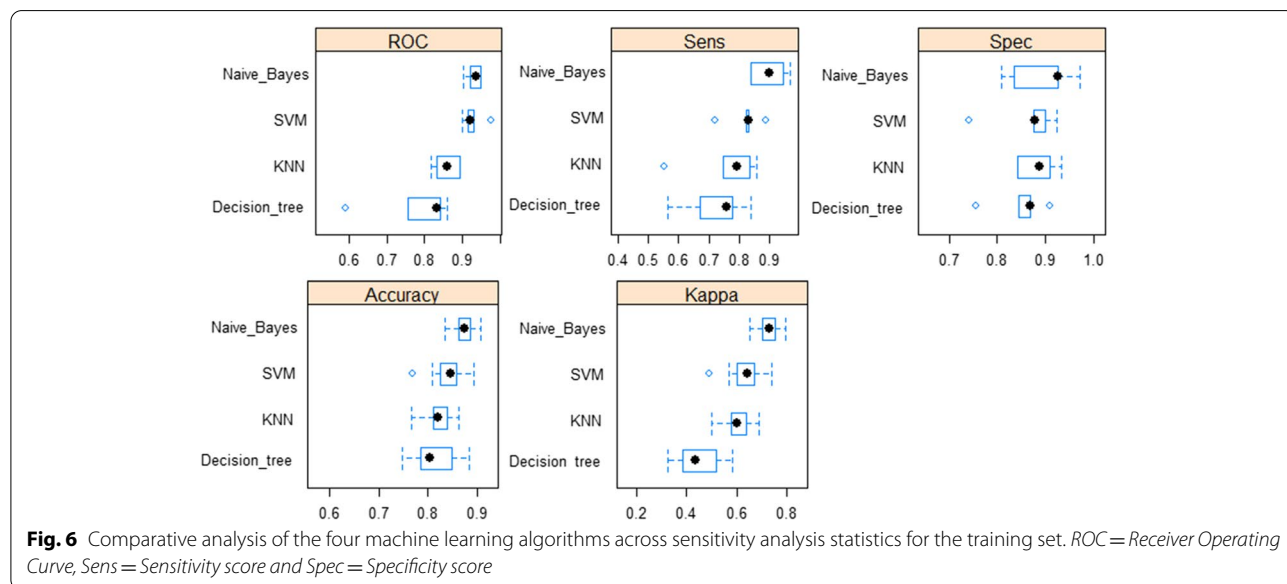 ROC
Naive_Bayes
SVM
KNN
Decision_tree
0.6 0.8 0.9
Sens
Naive_Bayes
SVM
KNN
Decision_tree
0.4 0.5 0.6 0.7 0.8 0.9
Spec
Naive_Bayes
SVM
KNN
Decision_tree
0.7 0.8 0.9 1.0
Accuracy
Naive_Bayes
SVM
KNN
Decision_tree
0.6 0.7 0.8 0.9
Kappa
Naive_Bayes
SVM
KNN
Decision tree
0.2 0.4 0.6 0.8
Fig. 6 Comparative analysis of the four machine learning algorithms across sensitivity analysis statistics for the training set. ROC = Receiver Operating
Curve, Sens = Sensitivity score and Spec = Specificity score